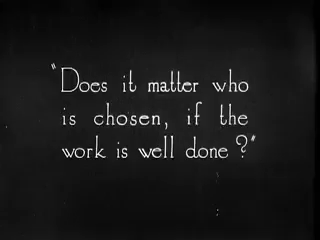 "Does it matter who
is chosen, if the
work is well done?"